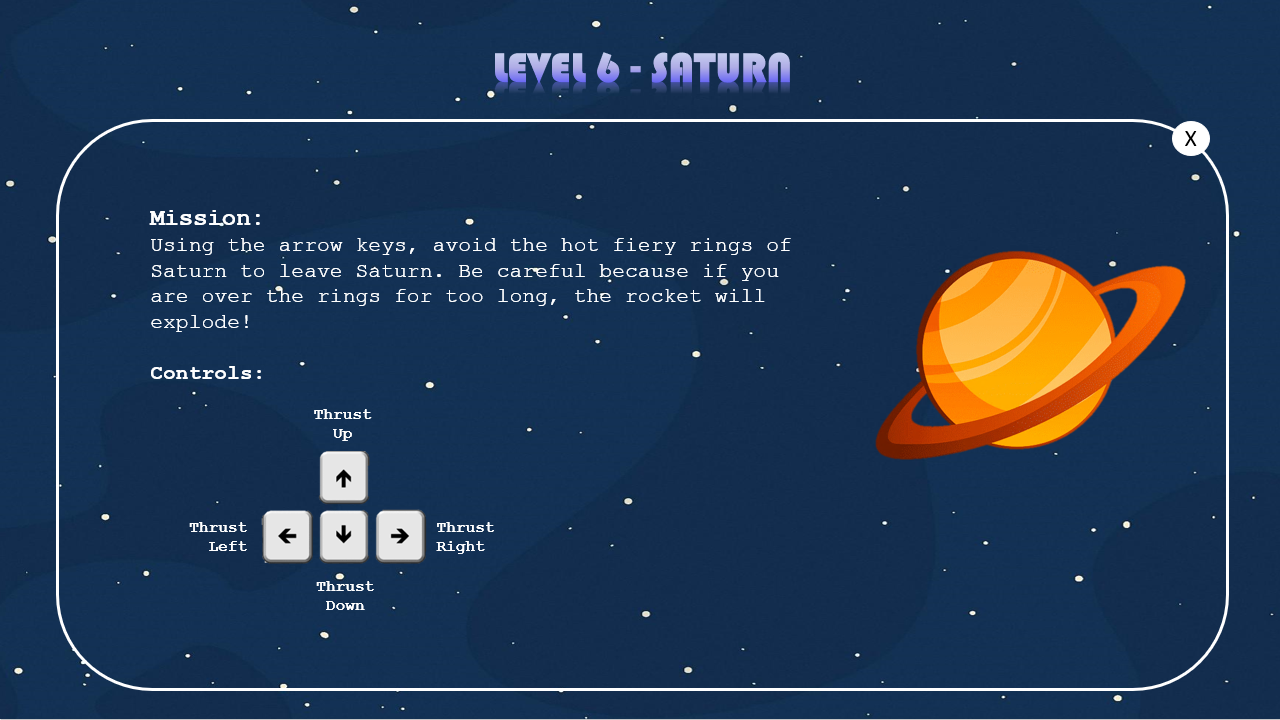 LEVEL 6 - SATURN
X
Mission:
Using the arrow keys, avoid the hot fiery rings of
Saturn to leave Saturn. Be careful because if you
are over the rings for too long, the rocket will
explode!
Controls:
Thrust
Up
Thrust
Left
Thrust
Right
Thrust
Down